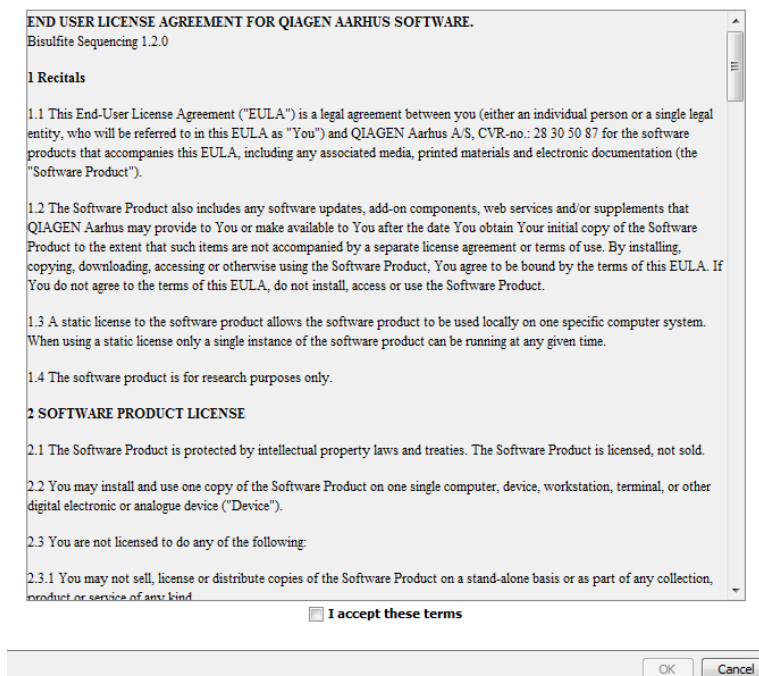 END USER LICENSE AGREEMENT FOR QIAGEN AARHUS SOFTWARE.
Bisulfite Sequencing 1.2.0
1 Recitals
1.1 This End-User License Agreement ("EULA") is a legal agreement between you (either an individual person or a single legal
entity, who will be referred to in this EULA as "You") and QIAGEN Aarhus A/S, CVR-no.: 28 30 50 87 for the software
products that accompanies this EULA, including any associated media, printed materials and electronic documentation (the
"Software Product").
1.2 The Software Product also includes any software updates, add-on components, web services and/or supplements that
QIAGEN Aarhus may provide to You or make available to You after the date You obtain Your initial copy of the Software
Product to the extent that such items are not accompanied by a separate license agreement or terms of use. By installing,
copying, downloading, accessing or otherwise using the Software Product, You agree to be bound by the terms of this EULA. If
You do not agree to the terms of this EULA, do not install, access or use the Software Product.
1.3 A static license to the software product allows the software product to be used locally on one specific computer system.
When using a static license only a single instance of the software product can be running at any given time.
1.4 The software product is for research purposes only.
2 SOFTWARE PRODUCT LICENSE
2.1 The Software Product is protected by intellectual property laws and treaties. The Software Product is licensed, not sold.
2.2 You may install and use one copy of the Software Product on one single computer, device, workstation, terminal, or other
digital electronic or analogue device ("Device").
2.3 You are not licensed to do any of the following:
2.3.1 You may not sell, license or distribute copies of the Software Product on a stand-alone basis or as part of any collection,
product or service of any kind
I accept these terms
OK Cancel